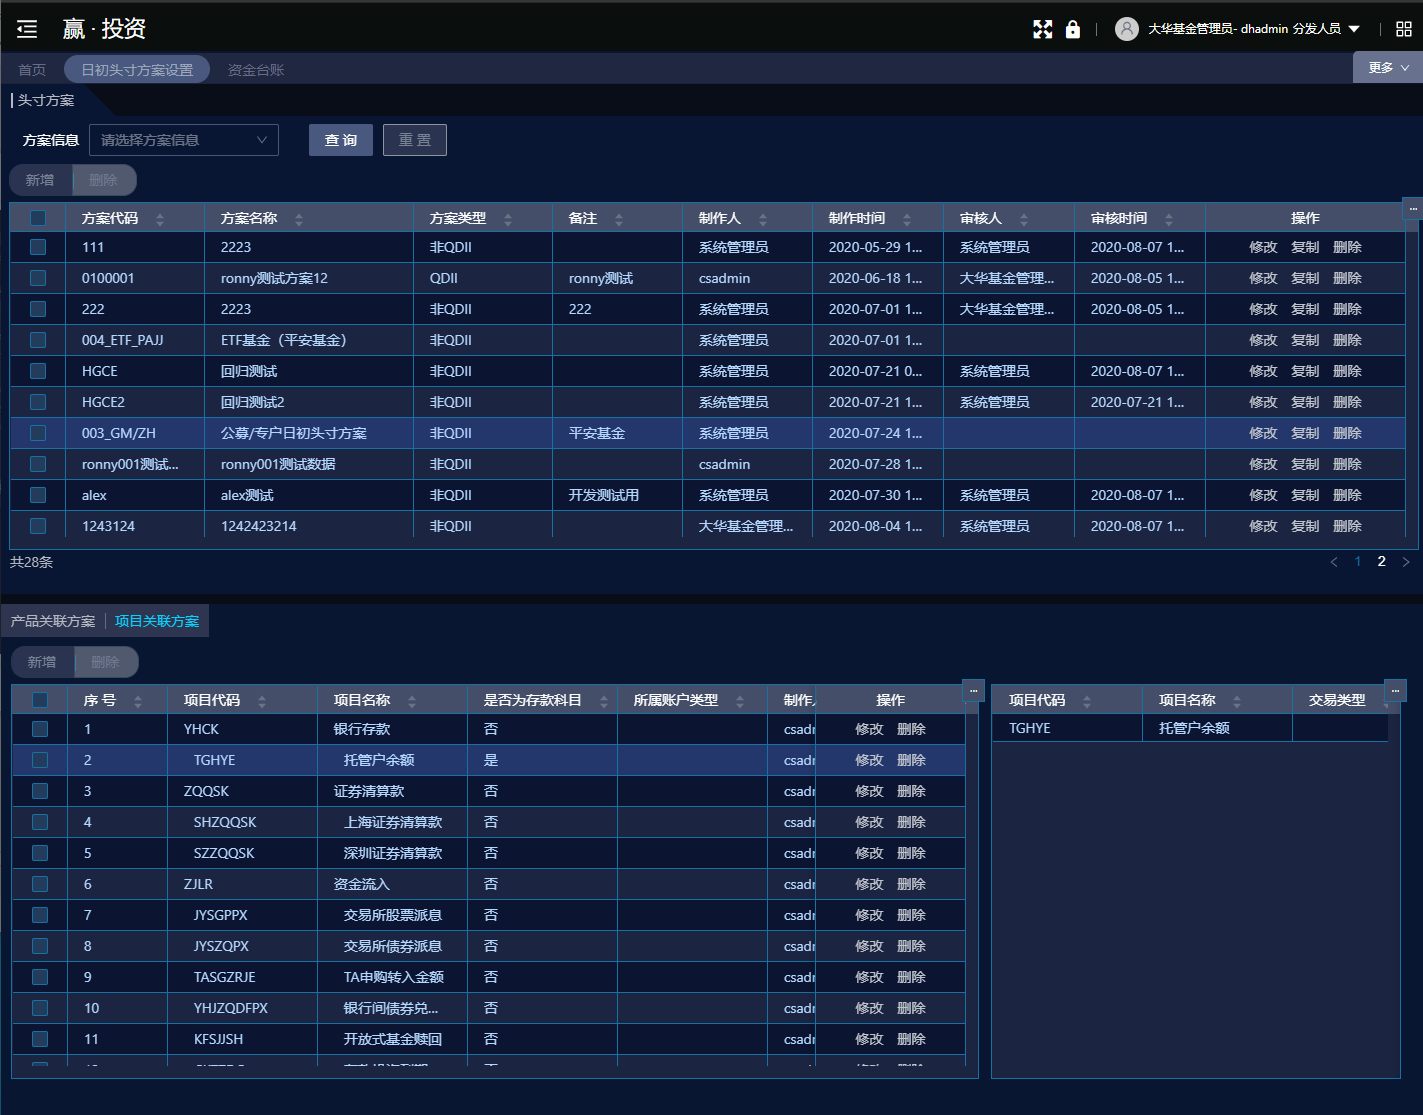 赢 · 投资
大华基金管理员- dhadmin 分发人员
首页 日初头寸方案设置 资金台账 更多
头寸方案
方案信息 请选择方案信息 查 询 重 置
新增 删除
方案代码 方案名称 方案类型 备注 制作人 制作时间 审核人 审核时间 操作
111 2223 非QDII 系统管理员 2020-05-29 1... 系统管理员 2020-08-07 1... 修改 复制 删除
0100001 ronny测试方案12 QDII ronny测试 csadmin 2020-06-18 1... 大华基金管理... 2020-08-05 1... 修改 复制 删除
222 2223 非QDII 222 系统管理员 2020-07-01 1... 大华基金管理... 2020-08-05 1... 修改 复制 删除
004_ETF_PAJJ ETF基金（平安基金） 非QDII 系统管理员 2020-07-01 1... 修改 复制 删除
HGCE 回归测试 非QDII 系统管理员 2020-07-21 0... 系统管理员 2020-08-07 1... 修改 复制 删除
HGCE2 回归测试2 非QDII 系统管理员 2020-07-21 1... 系统管理员 2020-07-21 1... 修改 复制 删除
003_GM/ZH 公募/专户日初头寸方案 非QDII 平安基金 系统管理员 2020-07-24 1... 修改 复制 删除
ronny001测试... ronny001测试数据 非QDII csadmin 2020-07-28 1... 修改 复制 删除
alex alex测试 非QDII 开发测试用 系统管理员 2020-07-30 1... 系统管理员 2020-08-07 1... 修改 复制 删除
1243124 1242423214 非QDII 大华基金管理... 2020-08-04 1... 系统管理员 2020-08-07 1... 修改 复制 删除
共28条 1 2
产品关联方案 项目关联方案
新增 删除
序 号 项目代码 项目名称 是否为存款科目 所属账户类型 制作 操作
1 YHCK 银行存款 否 csadr 修改 删除
2 TGHYE 托管户余额 是 csadr 修改 删除
3 ZQQSK 证券清算款 否 csadr 修改 删除
4 SHZQQSK 上海证券清算款 否 csadr 修改 删除
5 SZZQQSK 深圳证券清算款 否 csadr 修改 删除
6 ZJLR 资金流入 否 csadr 修改 删除
7 JYSGPPX 交易所股票派息 否 csadr 修改 删除
8 JYSZQPX 交易所债券派息 否 csadr 修改 删除
9 TASGZRJE TA申购转入金额 否 csadr 修改 删除
10 YHJZQDFPX 银行间债券兑... 否 csadr 修改 删除
11 KFSJJSH 开放式基金赎回 否 csadr 修改 删除
项目代码 项目名称 交易类型
TGHYE 托管户余额